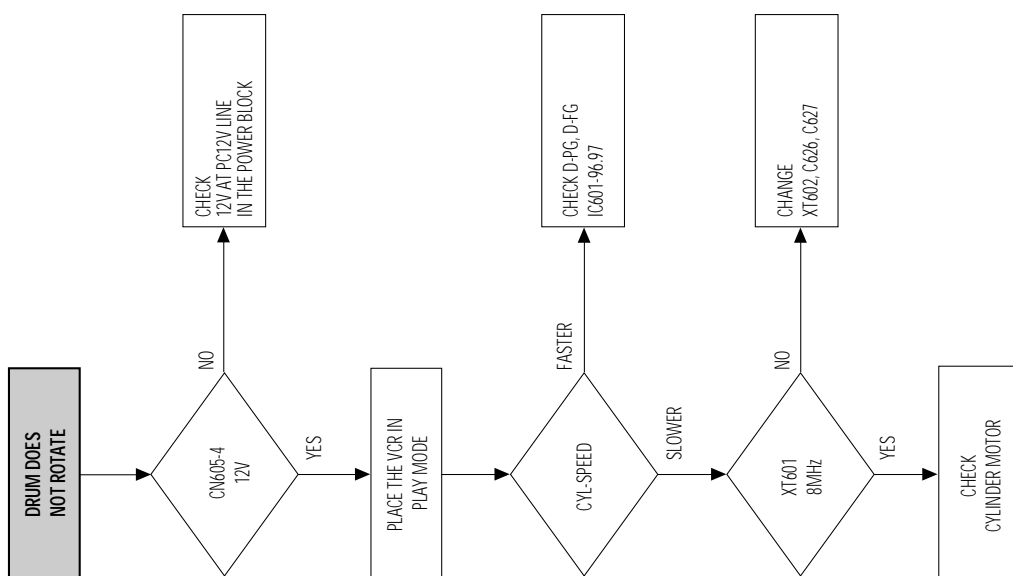 DRUM DOES
NOT ROTATE
CN605-4
12V
NO
CHECK
12V AT PC12V LINE
IN THE POWER BLOCK
YES
PLACE THE VCR IN
PLAY MODE
CYL-SPEED
FASTER
CHECK D-PG, D-FG
IC601-96.97
SLOWER
XT601
8MHz
NO
CHANGE
XT602, C626, C627
YES
CHECK
CYLINDER MOTOR